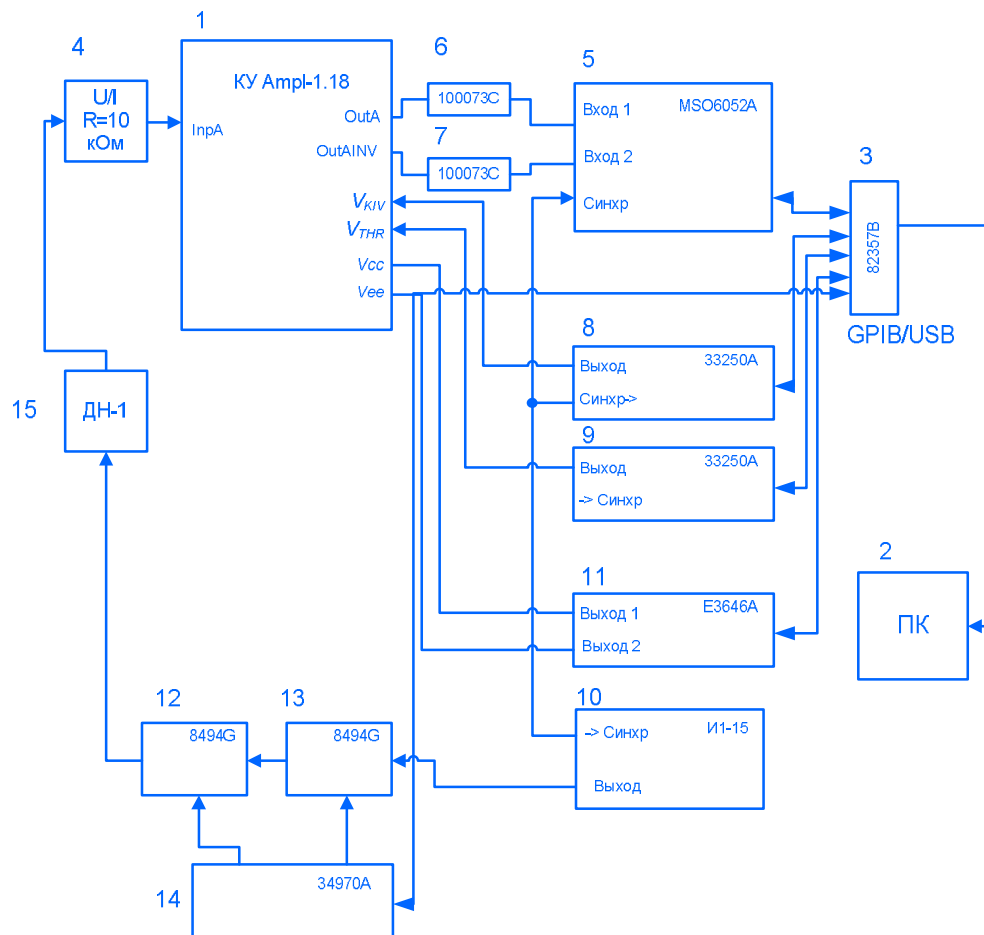 1
4
6
5
U/I
R=10
кОм
КУ Ampl-1.18
InpA
OutA
OutAINV
V_KIV
V_THR
Vcc
Vee
100073C
7
100073C
MSO6052A
Вход 1
Вход 2
Синхр
3
82357B
GPIB/USB
8
33250A
Выход
Синхр->
15
ДН-1
9
33250A
Выход
-> Синхр
2
ПК
11
E3646A
Выход 1
Выход 2
12
8494G
13
8494G
10
И1-15
-> Синхр
Выход
14
34970A